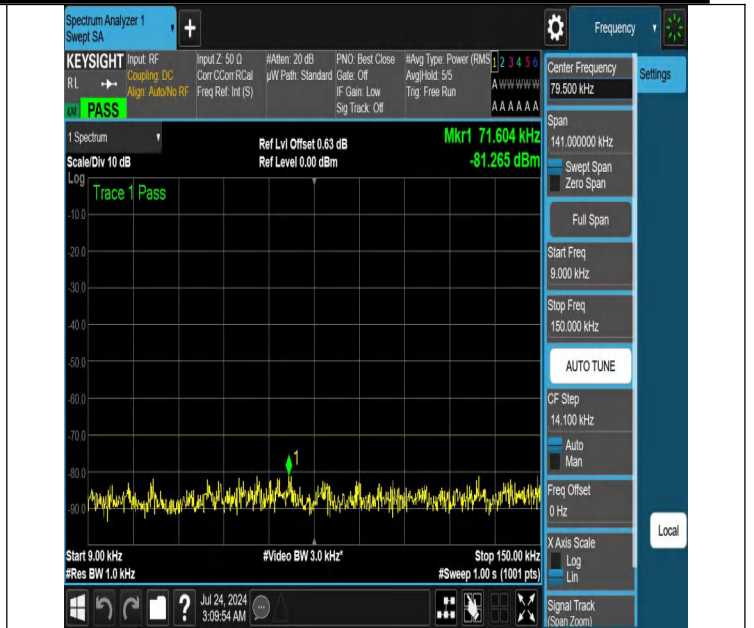 Spectrum Analyzer 1
Swept SA
Frequency
KEYSIGHT
RL
LXI
PASS
Input: RF
Coupling: DC
Align: Auto/No RF
Input Z: 50 Ω
Corr CCorr RCal
Freq Ref: Int (S)
#Atten: 20 dB
µW Path: Standard
PNO: Best Close
Gate: Off
IF Gain: Low
Sig Track: Off
#Avg Type: Power (RMS
Avg|Hold: 5/5
Trig: Free Run
1 2 3 4 5 6
A W W W W W
A A A A A A
1 Spectrum
Scale/Div 10 dB
Log
Ref Lvl Offset 0.63 dB
Ref Level 0.00 dBm
Mkr1 71.604 kHz
-81.265 dBm
Trace 1 Pass
-10.0
-20.0
-30.0
-40.0
-50.0
-60.0
-70.0
-80.0
-90.0
1
Start 9.00 kHz
#Res BW 1.0 kHz
#Video BW 3.0 kHz*
Stop 150.00 kHz
#Sweep 1.00 s (1001 pts)
Jul 24, 2024
3:09:54 AM
Center Frequency
79.500 kHz
Settings
Span
141.000000 kHz
Swept Span
Zero Span
Full Span
Start Freq
9.000 kHz
Stop Freq
150.000 kHz
AUTO TUNE
CF Step
14.100 kHz
Auto
Man
Freq Offset
0 Hz
X Axis Scale
Log
Lin
Local
Signal Track
(Span Zoom)